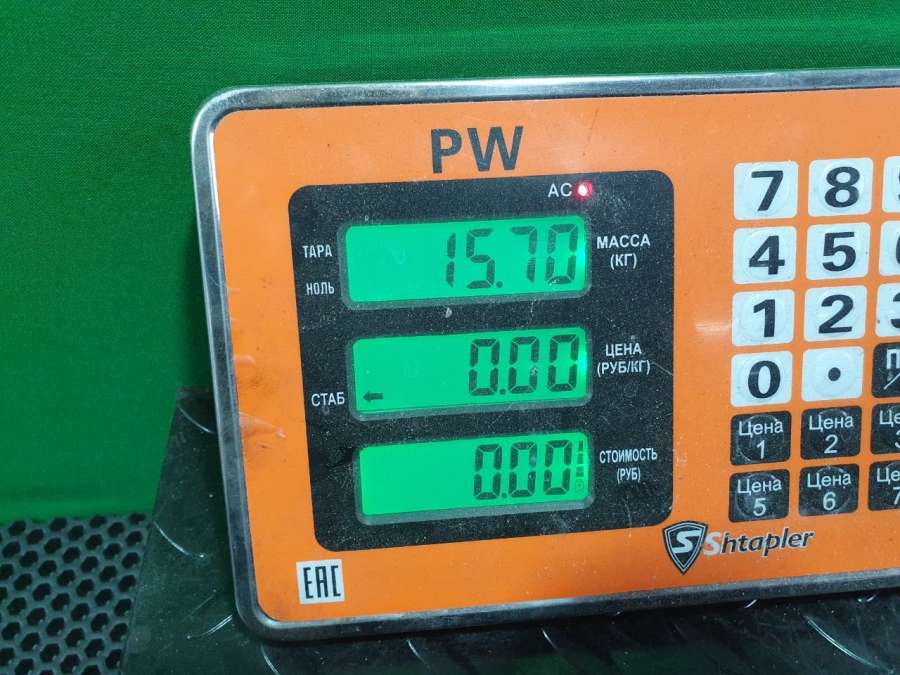 PW
AC
ТАРА
НОЛЬ
15.70
МАССА
(КГ)
СТАБ
0.00
ЦЕНА
(РУБ/КГ)
0.00
СТОИМОСТЬ
(РУБ)
7 8
4 5
1 2
0 .
Цена 1
Цена 2
Цена 5
Цена 6
Shtapler
EAC